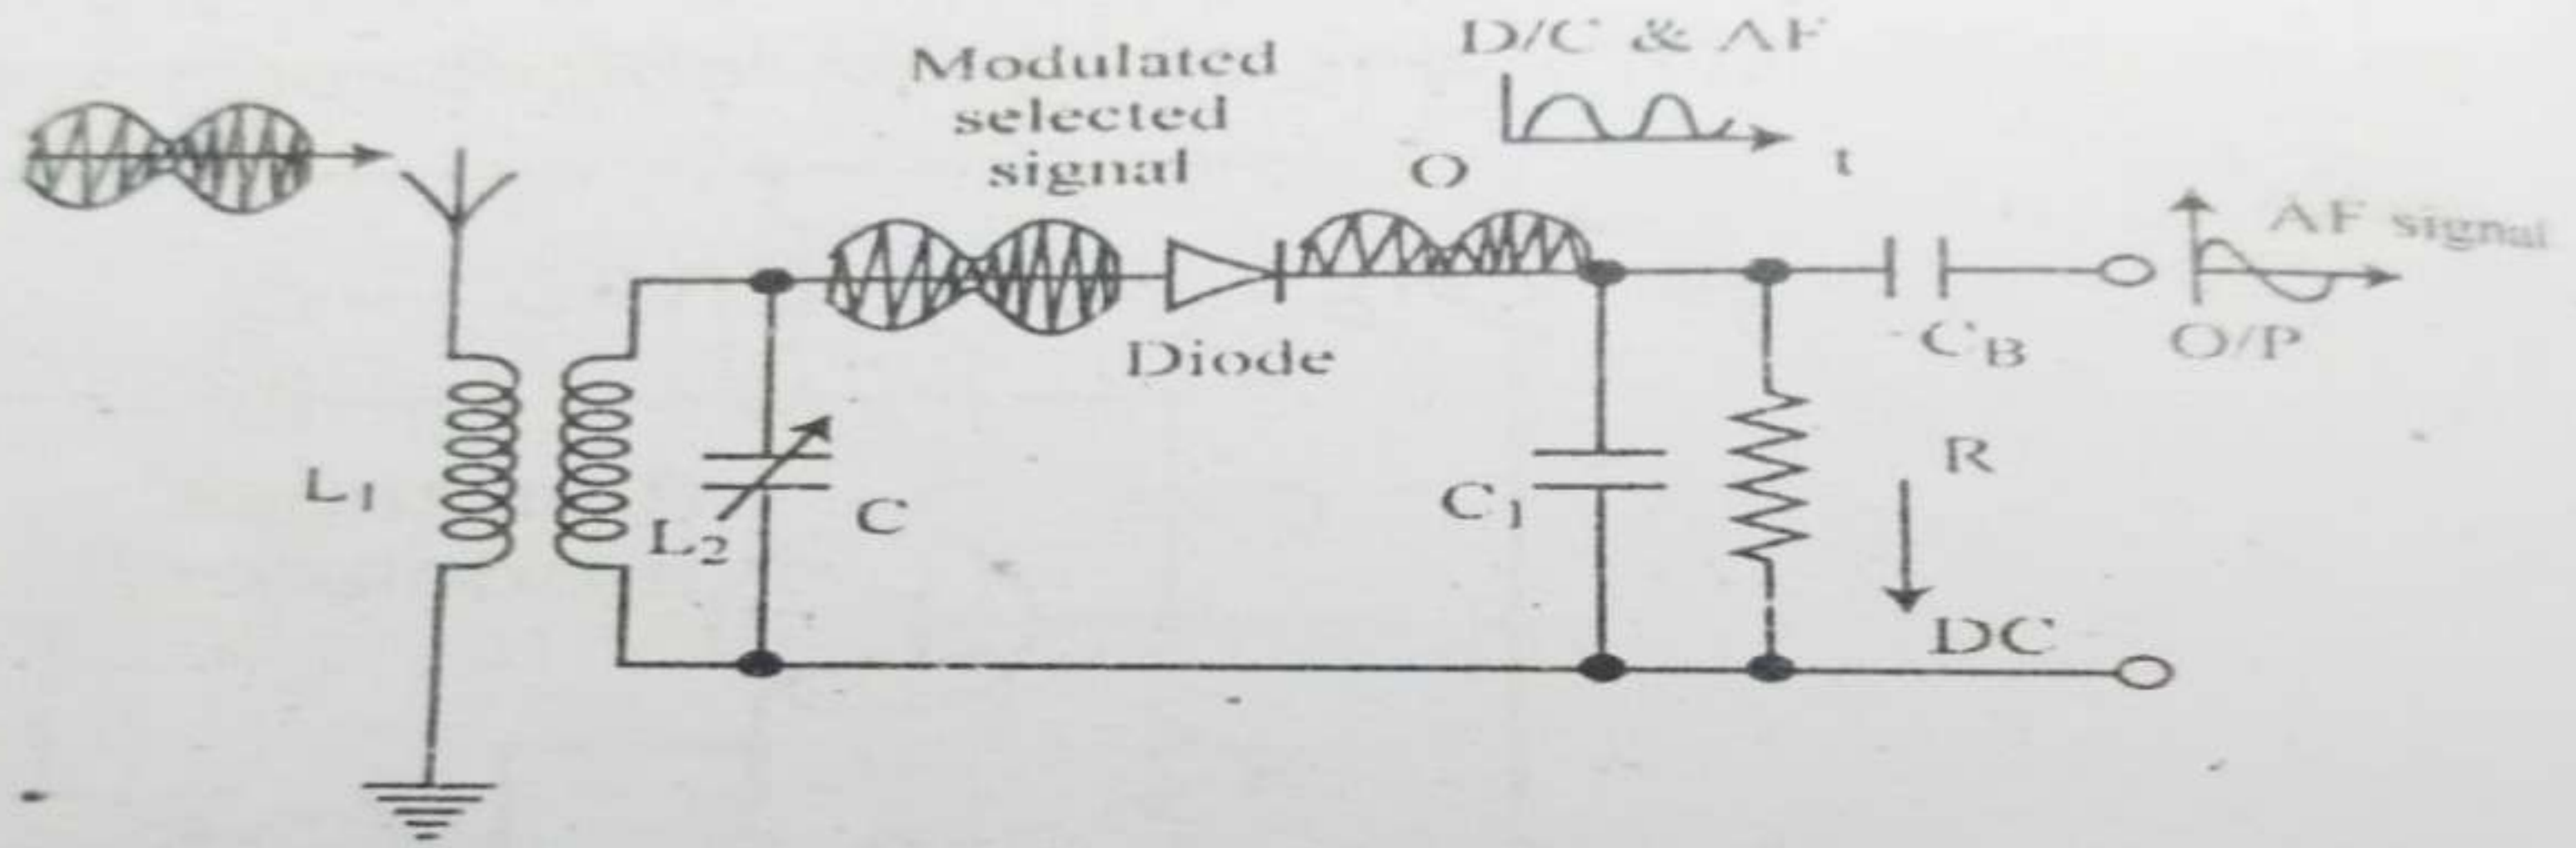 D/C & AF
Modulated
selected
signal
O
t
AF signal
Diode
CB
O/P
L1
L2
C
C1
R
DC